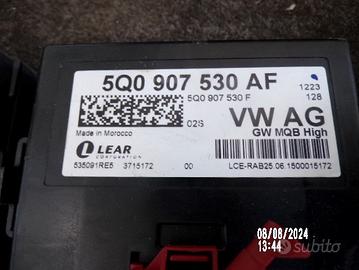 5Q0 907 530 AF
1223
5Q0 907 530 F
128
02S
VW AG
GW MQB High
Made in Morocco
LEAR
CORPORATION
535091RE5 3715172 00 LCE-RAB25.06.1500015172
08/08/2024
13:44
subito